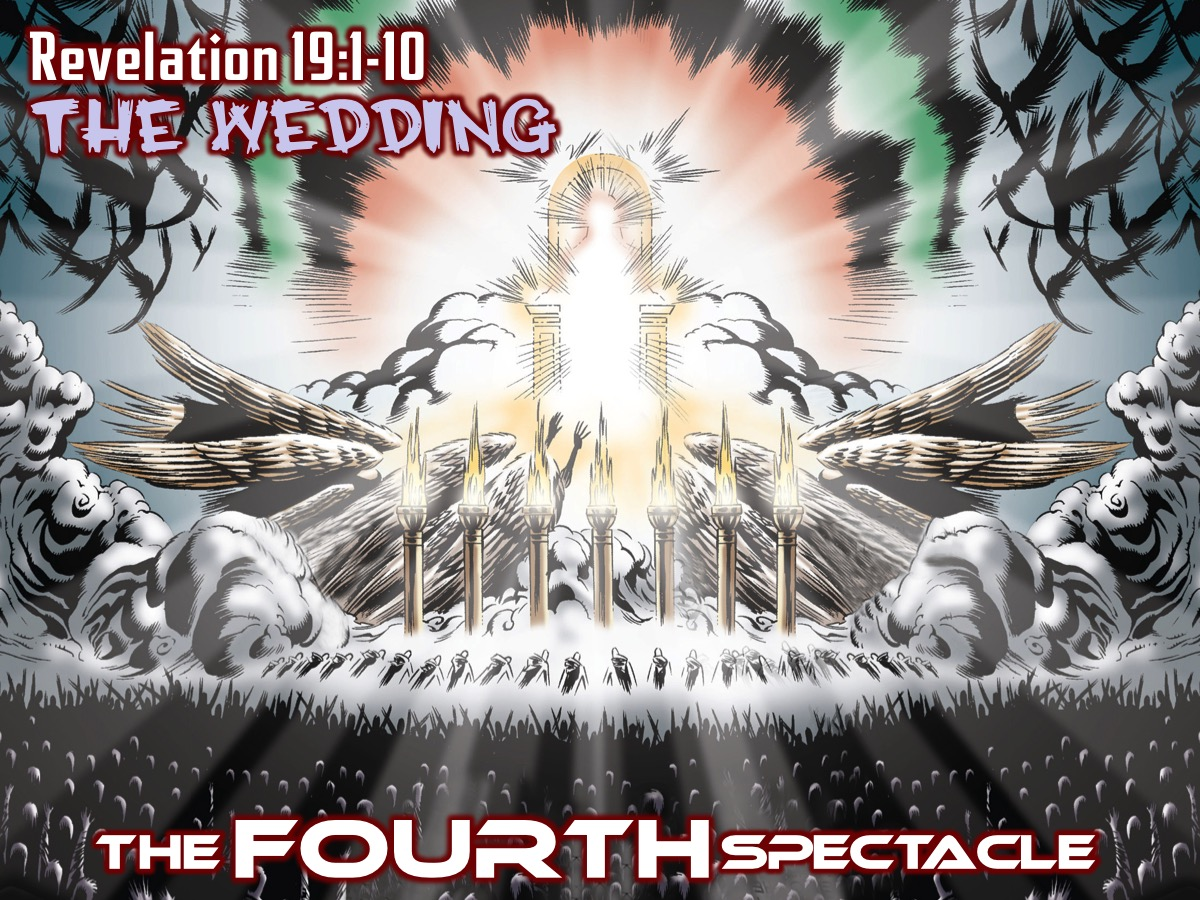 Revelation 19:1-10
THE WEDDING
THE FOURTH SPECTACLE